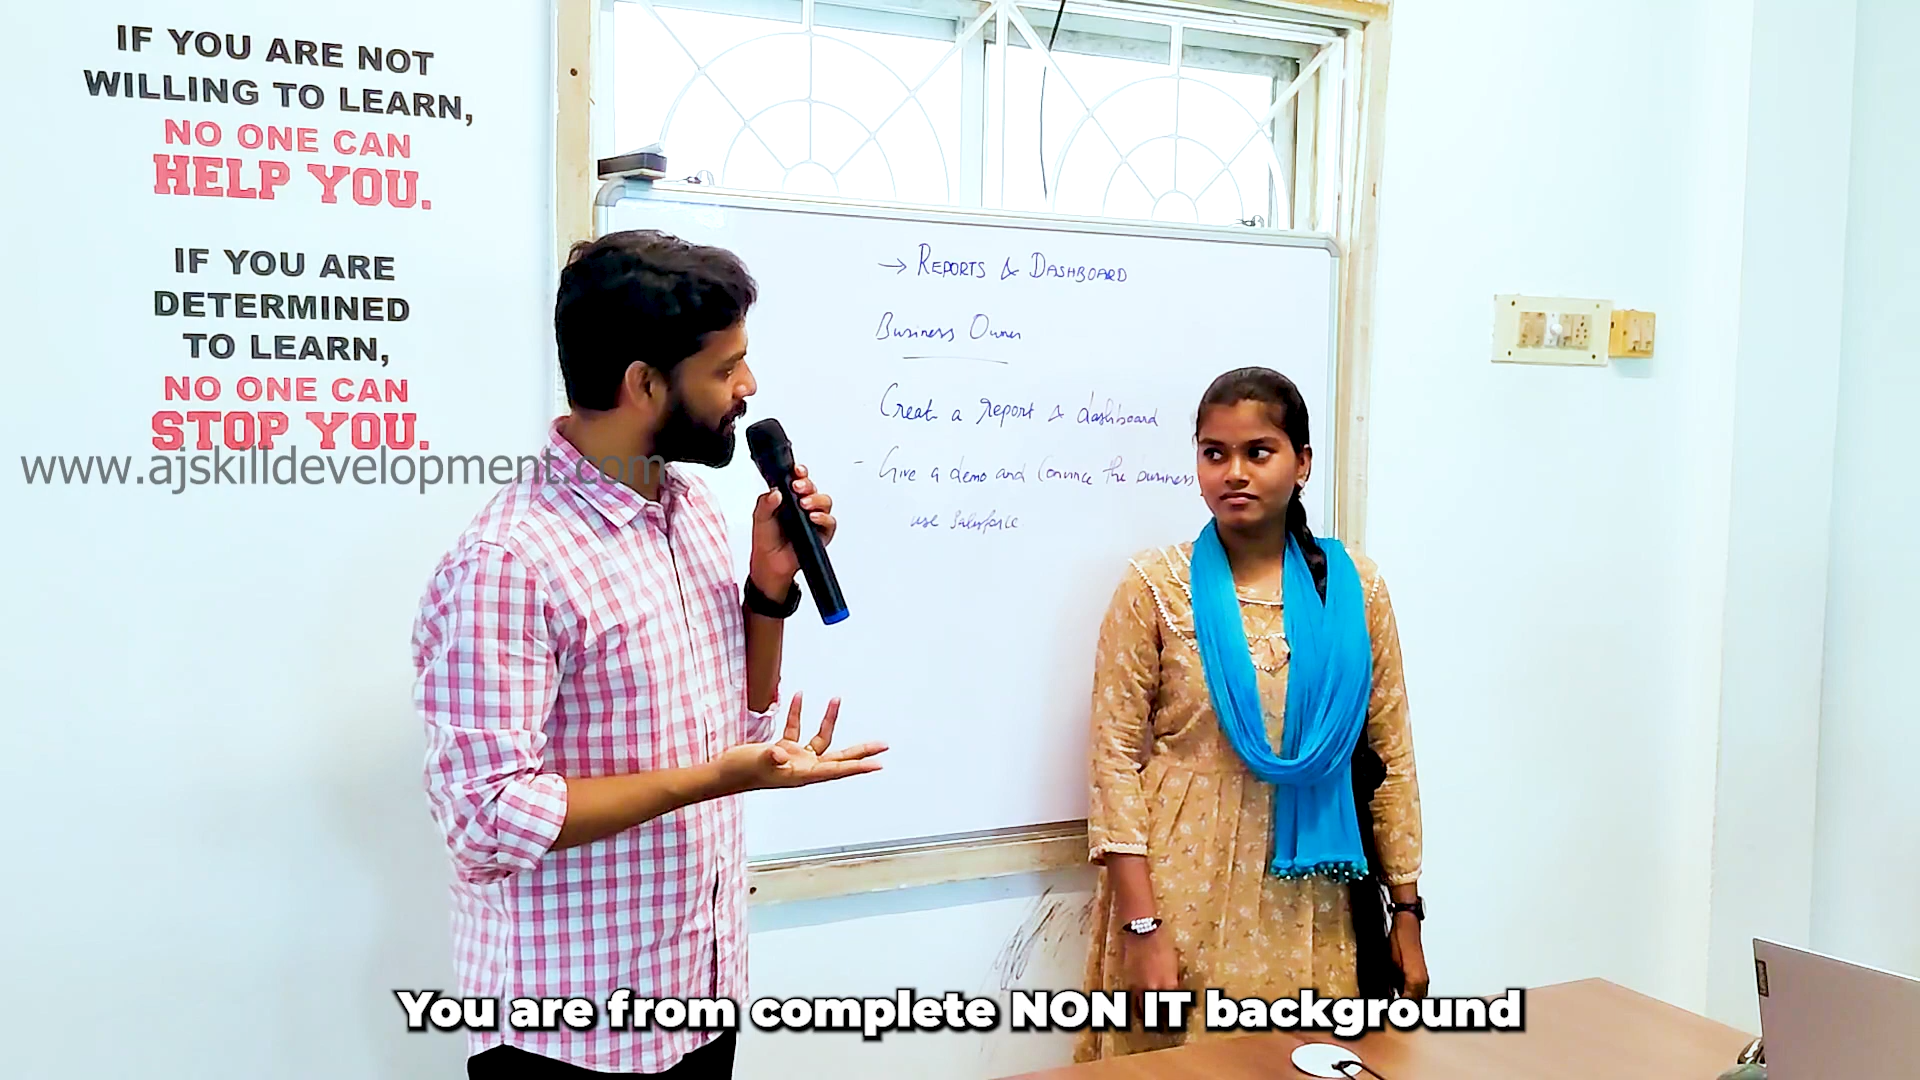 IF YOU ARE NOT
WILLING TO LEARN,
NO ONE CAN
HELP YOU.
IF YOU ARE
DETERMINED
TO LEARN,
NO ONE CAN
STOP YOU.
www.ajskilldevelopment.com
→ REPORTS & DASHBOARD
Business Owner
Create a report & dashboard
- Give a demo and Convince the business
use Salesforce
You are from complete NON IT background